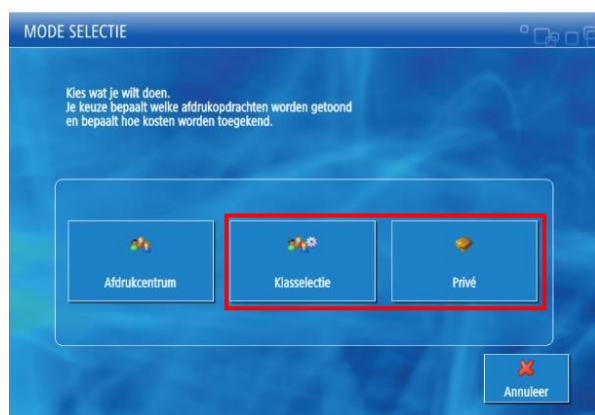 MODE SELECTIE
Kies wat je wilt doen.
Je keuze bepaalt welke afdrukopdrachten worden getoond
en bepaalt hoe kosten worden toegekend.
Afdrukcentrum
Klasselectie
Privé
Annuleer